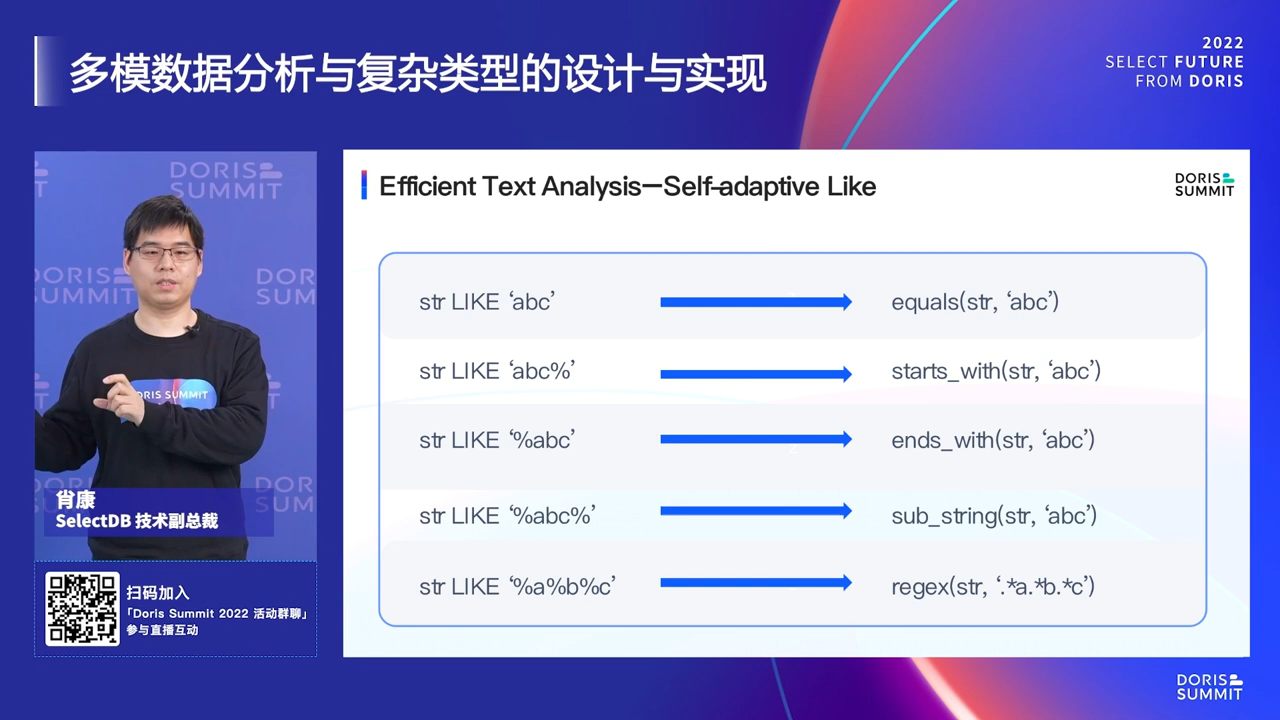 多模数据分析与复杂类型的设计与实现
2022
SELECT FUTURE
FROM DORIS
DORIS
SUMMIT
DORIS SUMMIT
肖康
SelectDB 技术副总裁
扫码加入
「Doris Summit 2022 活动群聊」
参与直播互动
Efficient Text Analysis—Self-adaptive Like
DORIS
SUMMIT
str LIKE ‘abc’ equals(str, ‘abc’)
str LIKE ‘abc%’ starts_with(str, ‘abc’)
str LIKE ‘%abc’ ends_with(str, ‘abc’)
str LIKE ‘%abc%’ sub_string(str, ‘abc’)
str LIKE ‘%a%b%c’ regex(str, ‘.*a.*b.*c’)
DORIS
SUMMIT